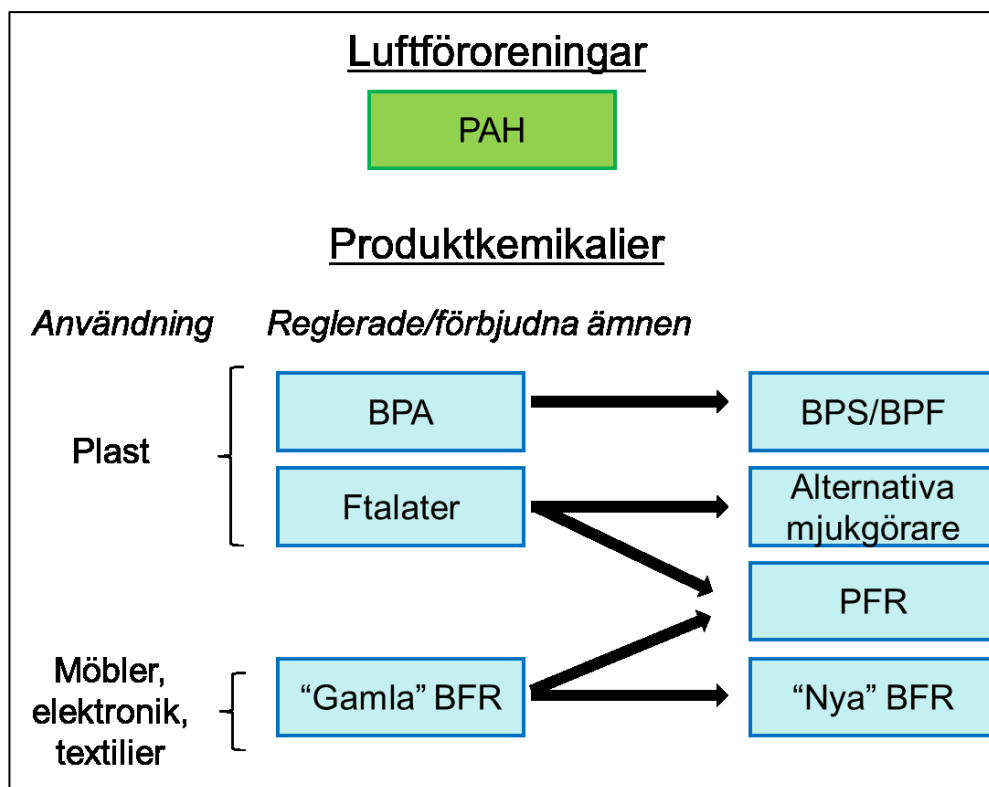 Luftföroreningar
PAH
Produktkemikalier
Användning
Reglerade/förbjudna ämnen
Plast
BPA
BPS/BPF
Ftalater
Alternativa
mjukgörare
PFR
Möbler,
elektronik,
textilier
“Gamla” BFR
“Nya” BFR